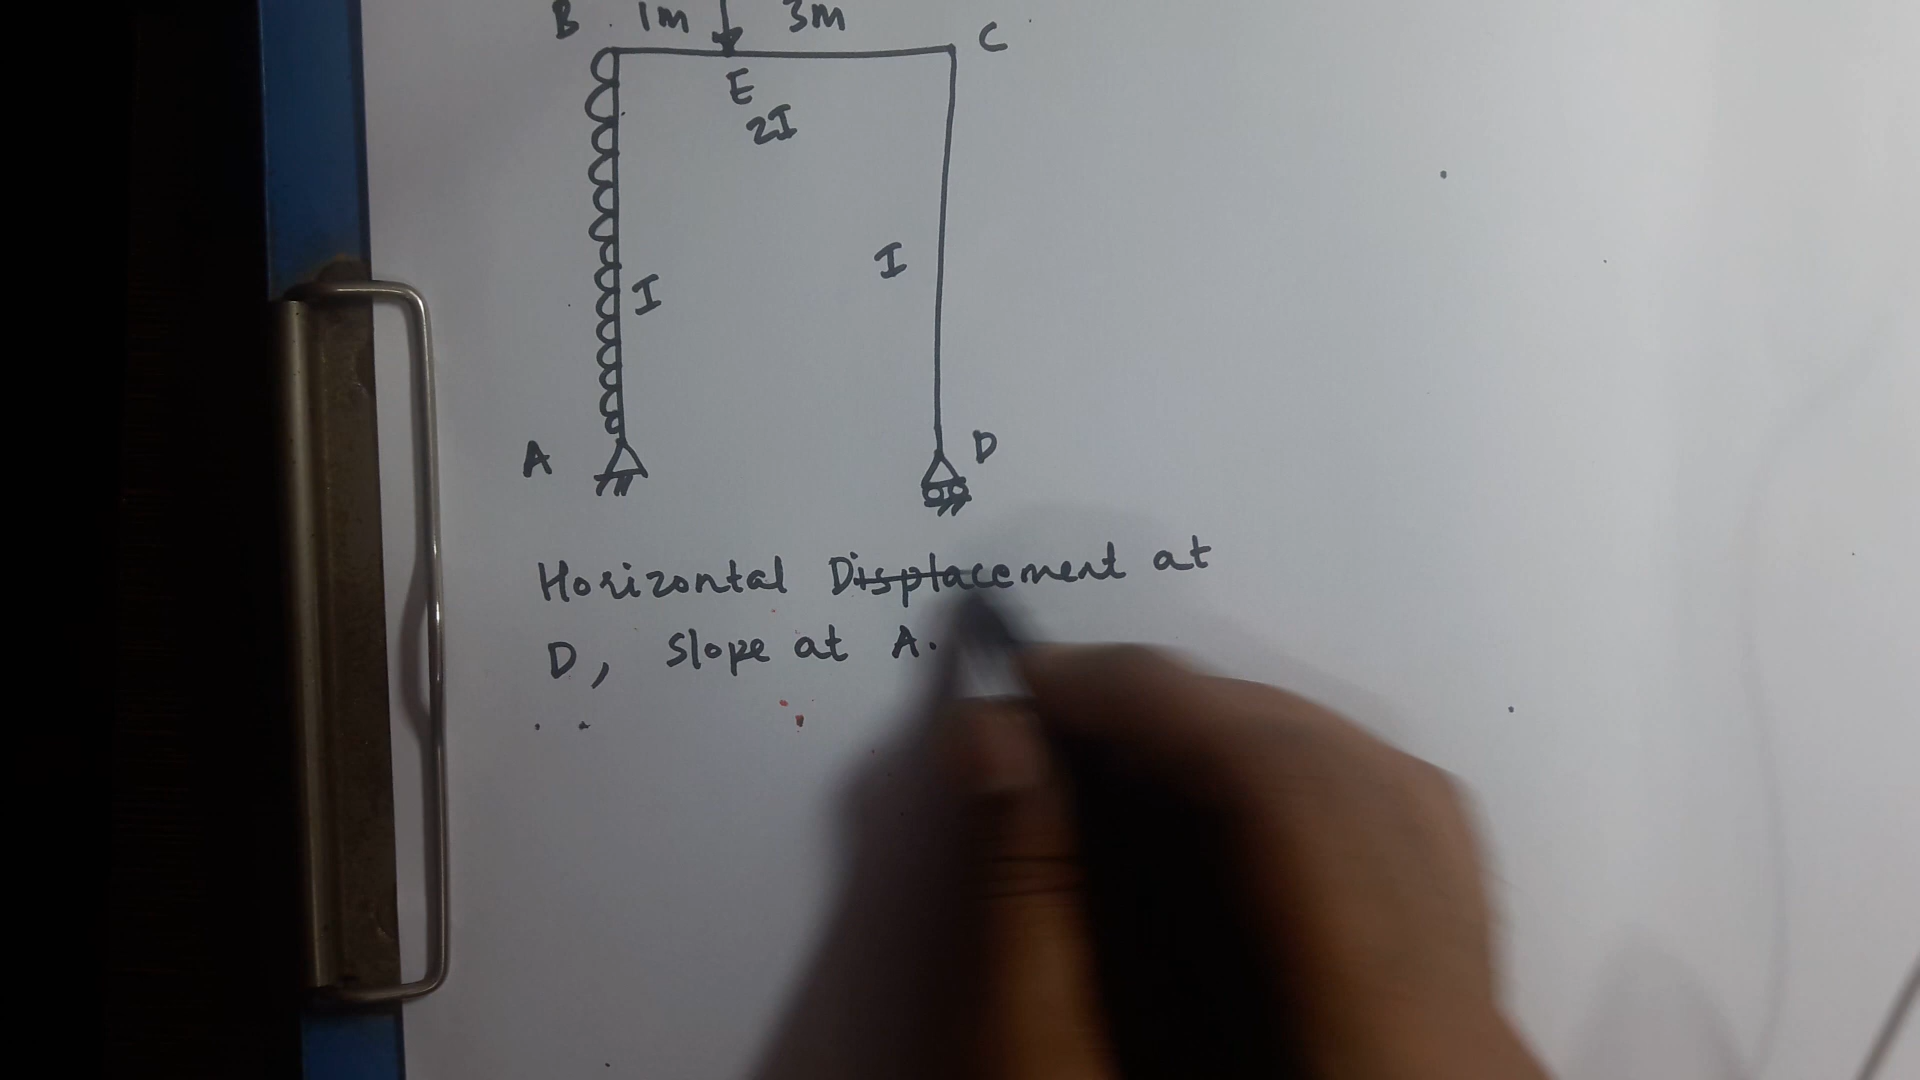 B 1m 3m C
E
2I
I
I
A D
Horizontal Displacement at
D, slope at A.